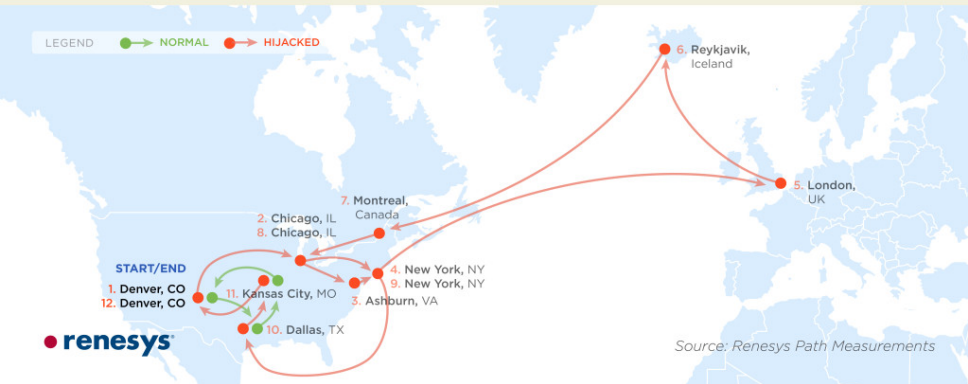 LEGEND NORMAL HIJACKED
6. Reykjavik,
Iceland
5. London,
UK
7. Montreal,
Canada
2. Chicago, IL
8. Chicago, IL
START/END
1. Denver, CO
12. Denver, CO
4. New York, NY
9. New York, NY
11. Kansas City, MO
3. Ashburn, VA
10. Dallas, TX
renesys
Source: Renesys Path Measurements